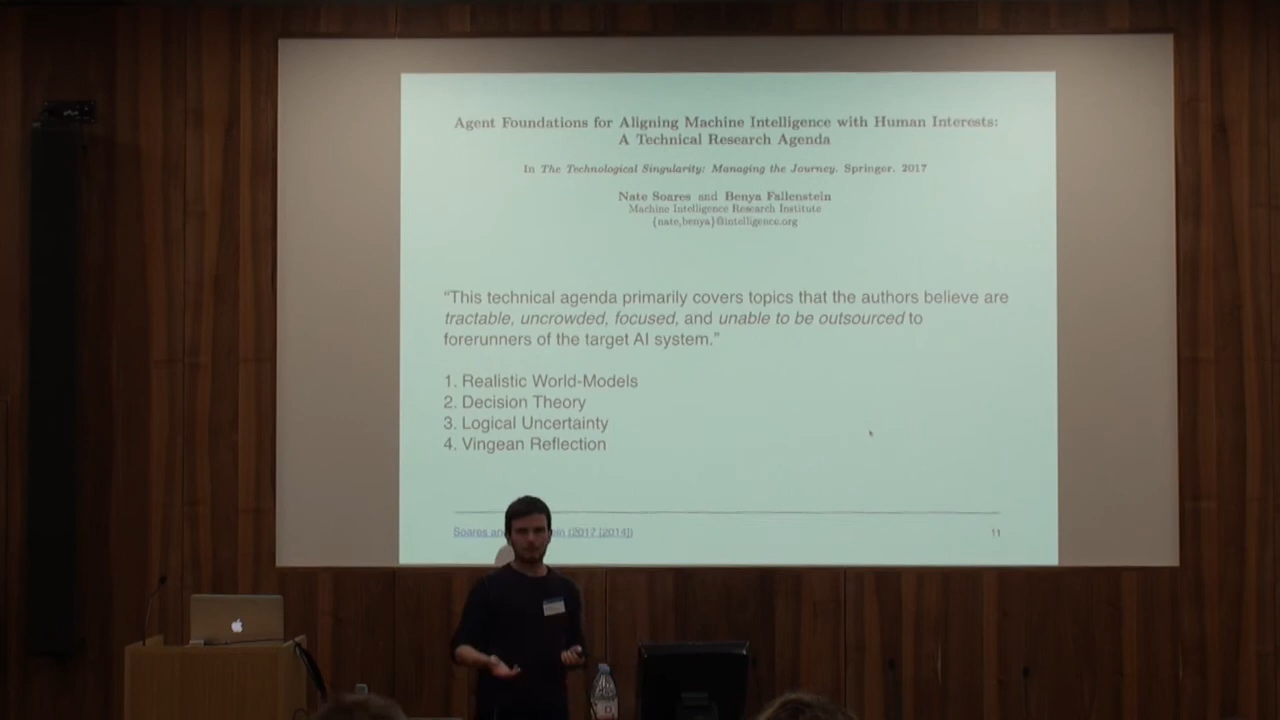 Agent Foundations for Aligning Machine Intelligence with Human Interests:
A Technical Research Agenda
In The Technological Singularity: Managing the Journey. Springer. 2017
Nate Soares and Benya Fallenstein
Machine Intelligence Research Institute
{nate,benya}@intelligence.org
“This technical agenda primarily covers topics that the authors believe are
tractable, uncrowded, focused, and unable to be outsourced to
forerunners of the target AI system.”
1. Realistic World-Models
2. Decision Theory
3. Logical Uncertainty
4. Vingean Reflection
Soares (2017 [2014])
11